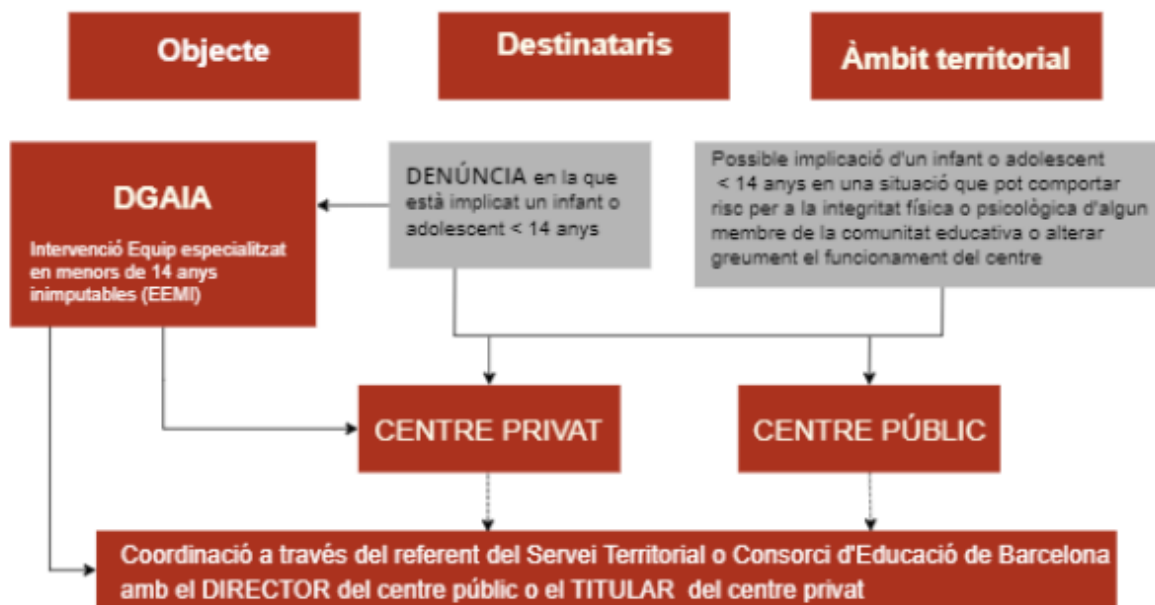 Objecte
Destinataris
Àmbit territorial
DGAIA
Intervenció Equip especialitzat
en menors de 14 anys
inimputables (EEMI)
DENÚNCIA en la que
està implicat un infant o
adolescent < 14 anys
Possible implicació d'un infant o adolescent
< 14 anys en una situació que pot comportar
risc per a la integritat física o psicològica d'algun
membre de la comunitat educativa o alterar
greument el funcionament del centre
CENTRE PRIVAT
CENTRE PÚBLIC
Coordinació a través del referent del Servei Territorial o Consorci d'Educació de Barcelona
amb el DIRECTOR del centre públic o el TITULAR del centre privat